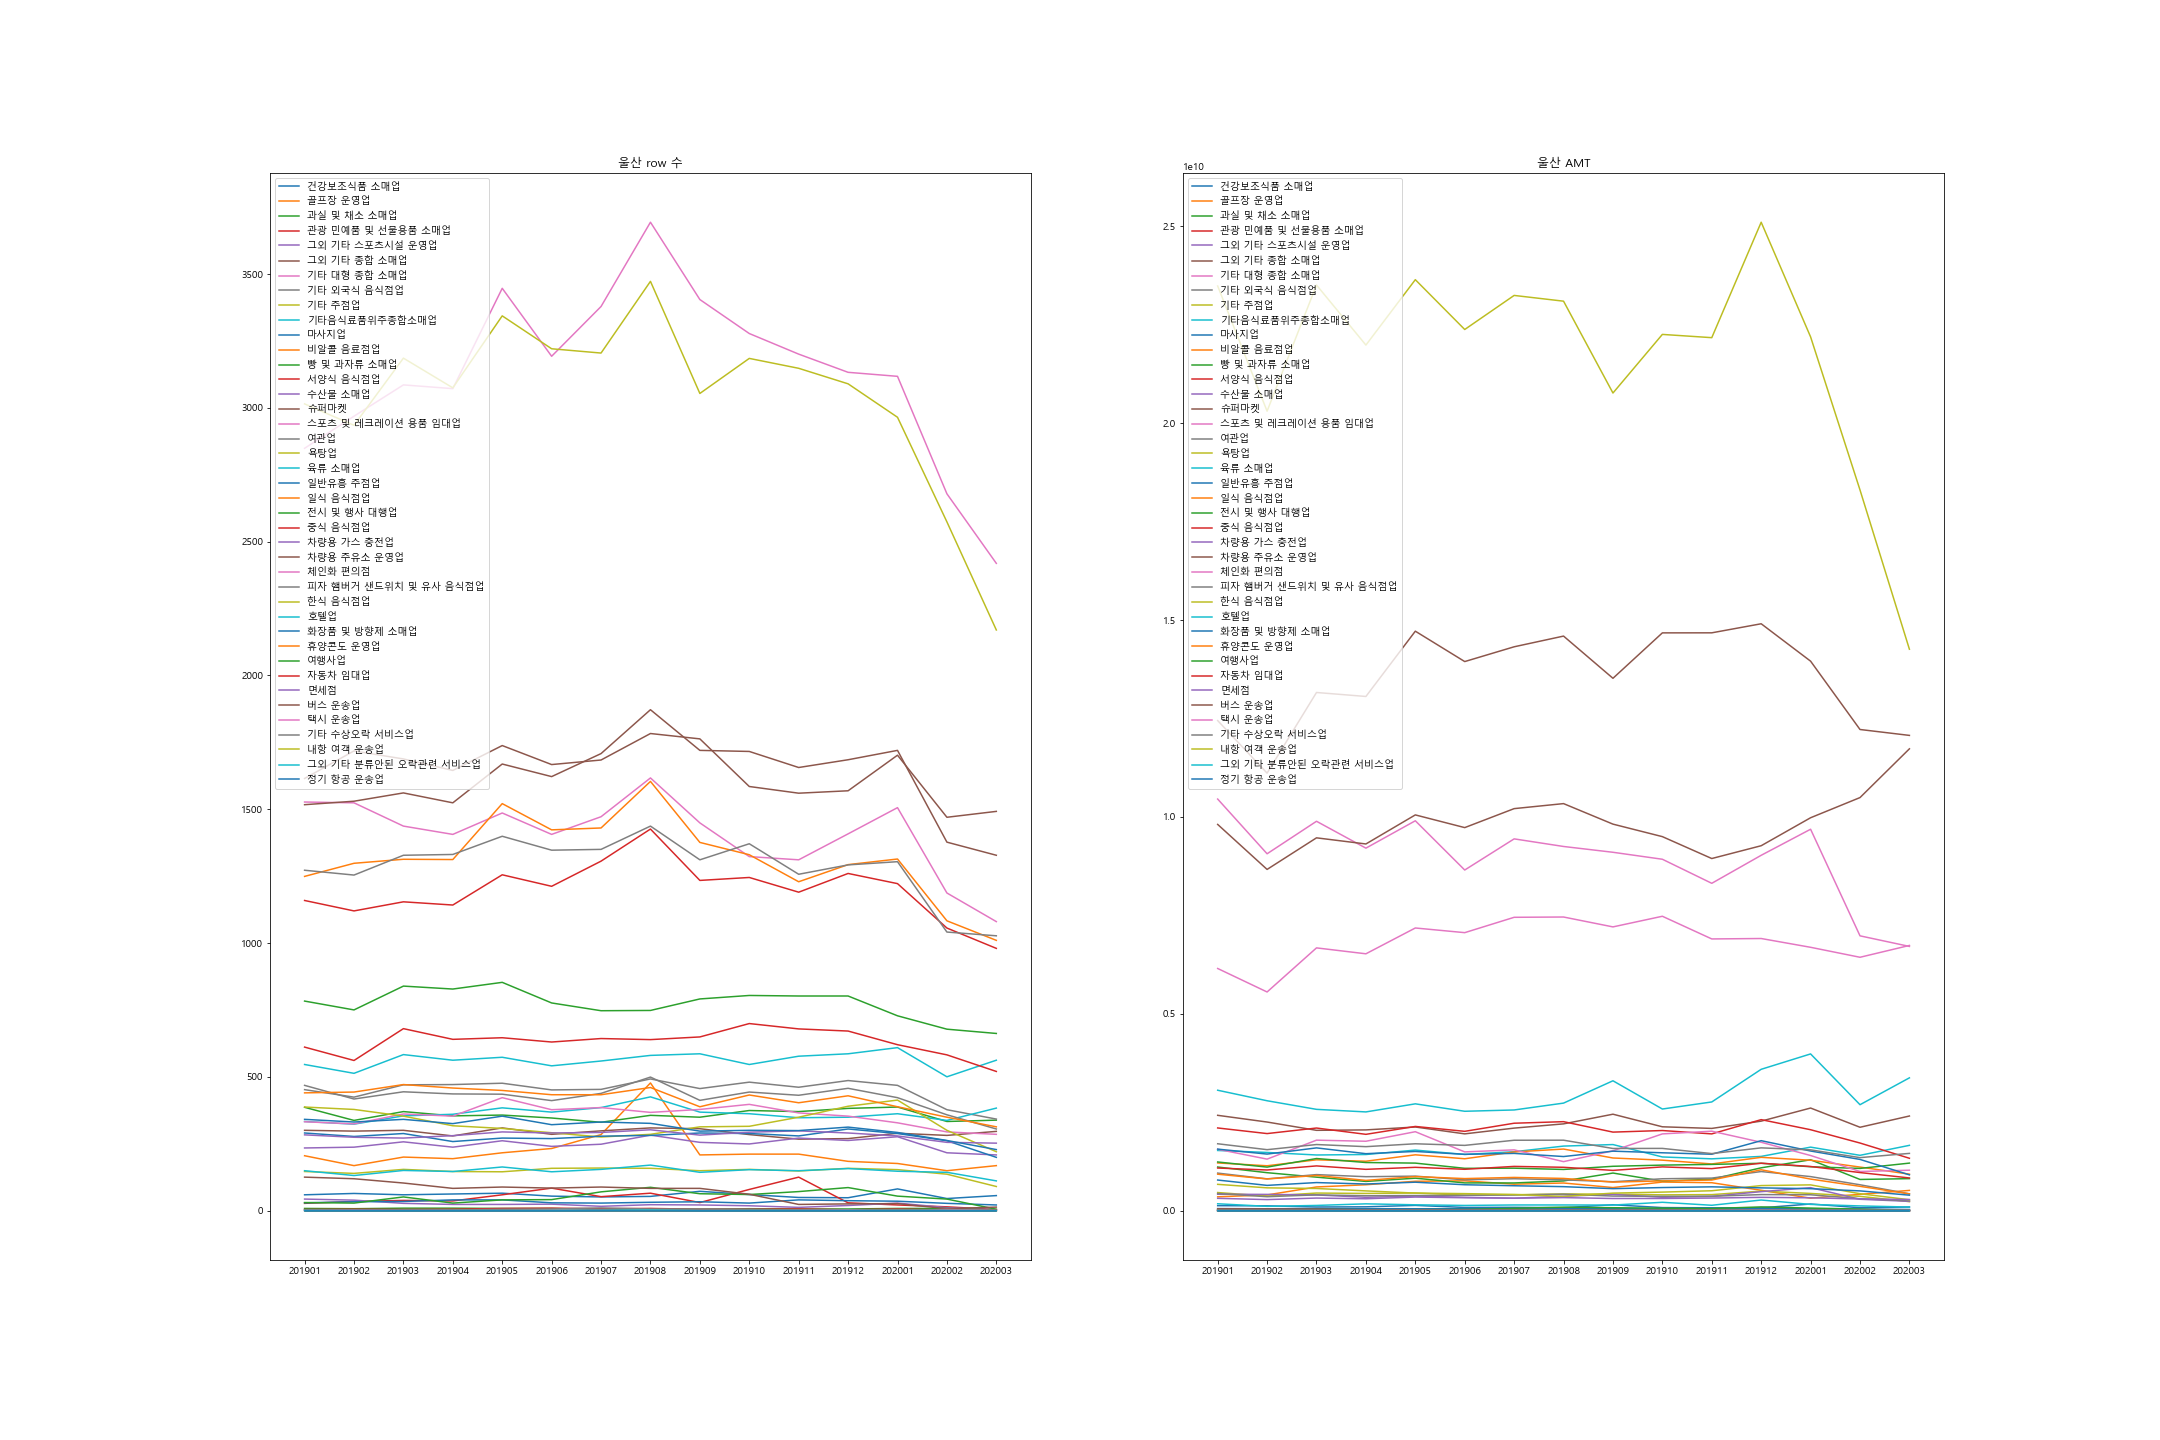 울산 row 수
3500
3000
2500
2000
1500
1000
500
0
건강보조식품 소매업
골프장 운영업
과실 및 채소 소매업
관광 민예품 및 선물용품 소매업
그외 기타 스포츠시설 운영업
그외 기타 종합 소매업
기타 대형 종합 소매업
기타 외국식 음식점업
기타 주점업
기타음식료품위주종합소매업
마사지업
비알콜 음료점업
빵 및 과자류 소매업
서양식 음식점업
수산물 소매업
슈퍼마켓
스포츠 및 레크레이션 용품 임대업
여관업
욕탕업
육류 소매업
일반유흥 주점업
일식 음식점업
전시 및 행사 대행업
중식 음식점업
차량용 가스 충전업
차량용 주유소 운영업
체인화 편의점
피자 햄버거 샌드위치 및 유사 음식점업
한식 음식점업
호텔업
화장품 및 방향제 소매업
휴양콘도 운영업
여행사업
자동차 임대업
면세점
버스 운송업
택시 운송업
기타 수상오락 서비스업
내항 여객 운송업
그외 기타 분류안된 오락관련 서비스업
정기 항공 운송업
201901 201902 201903 201904 201905 201906 201907 201908 201909 201910 201911 201912 202001 202002 202003
울산 AMT
1e10
2.5
2.0
1.5
1.0
0.5
0.0
건강보조식품 소매업
골프장 운영업
과실 및 채소 소매업
관광 민예품 및 선물용품 소매업
그외 기타 스포츠시설 운영업
그외 기타 종합 소매업
기타 대형 종합 소매업
기타 외국식 음식점업
기타 주점업
기타음식료품위주종합소매업
마사지업
비알콜 음료점업
빵 및 과자류 소매업
서양식 음식점업
수산물 소매업
슈퍼마켓
스포츠 및 레크레이션 용품 임대업
여관업
욕탕업
육류 소매업
일반유흥 주점업
일식 음식점업
전시 및 행사 대행업
중식 음식점업
차량용 가스 충전업
차량용 주유소 운영업
체인화 편의점
피자 햄버거 샌드위치 및 유사 음식점업
한식 음식점업
호텔업
화장품 및 방향제 소매업
휴양콘도 운영업
여행사업
자동차 임대업
면세점
버스 운송업
택시 운송업
기타 수상오락 서비스업
내항 여객 운송업
그외 기타 분류안된 오락관련 서비스업
정기 항공 운송업
201901 201902 201903 201904 201905 201906 201907 201908 201909 201910 201911 201912 202001 202002 202003